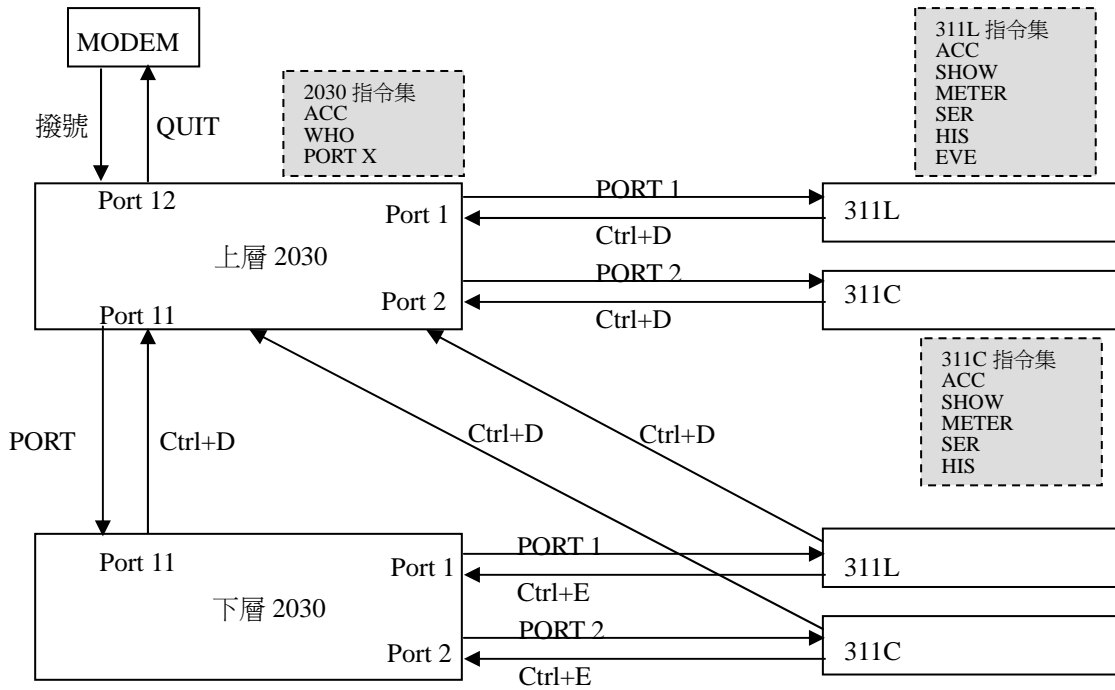 MODEM
撥號
QUIT
2030 指令集
ACC
WHO
PORT X
311L 指令集
ACC
SHOW
METER
SER
HIS
EVE
Port 12
Port 1
上層 2030
Port 2
Port 11
PORT 1
Ctrl+D
311L
PORT 2
Ctrl+D
311C
311C 指令集
ACC
SHOW
METER
SER
HIS
PORT
Ctrl+D
Ctrl+D
Ctrl+D
Port 11
Port 1
下層 2030
Port 2
PORT 1
Ctrl+E
311L
PORT 2
Ctrl+E
311C